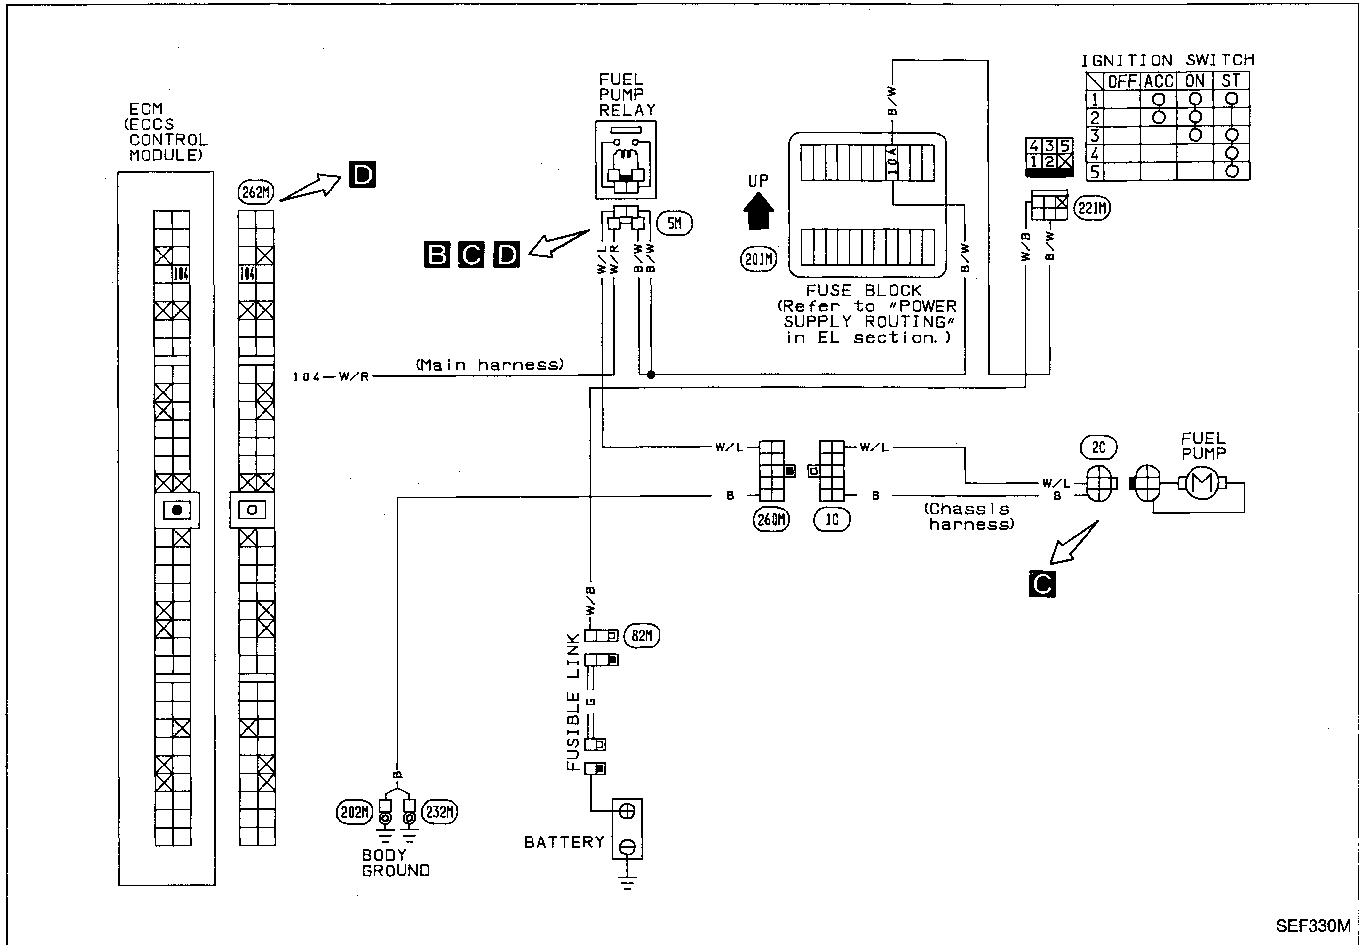 ECM
(ECCS
CONTROL
MODULE)
262M
D
104
104
104-W/R
(Main harness)
FUEL
PUMP
RELAY
5M
B C D
W/L
W/R
B/W
B/W
UP
201M
10A
B/W
B/W
FUSE BLOCK
(Refer to "POWER
SUPPLY ROUTING"
in EL section.)
IGNITION SWITCH
OFF ACC ON ST
1
2
3
4
5
4 3 5
1 2
221M
W/B
B/W
W/L
B
260M
1C
W/L
B
(Chassis
harness)
W/L
B
2C
FUEL
PUMP
M
C
W/B
82M
FUSIBLE LINK
G
BATTERY
B
202M
232M
BODY
GROUND
SEF330M